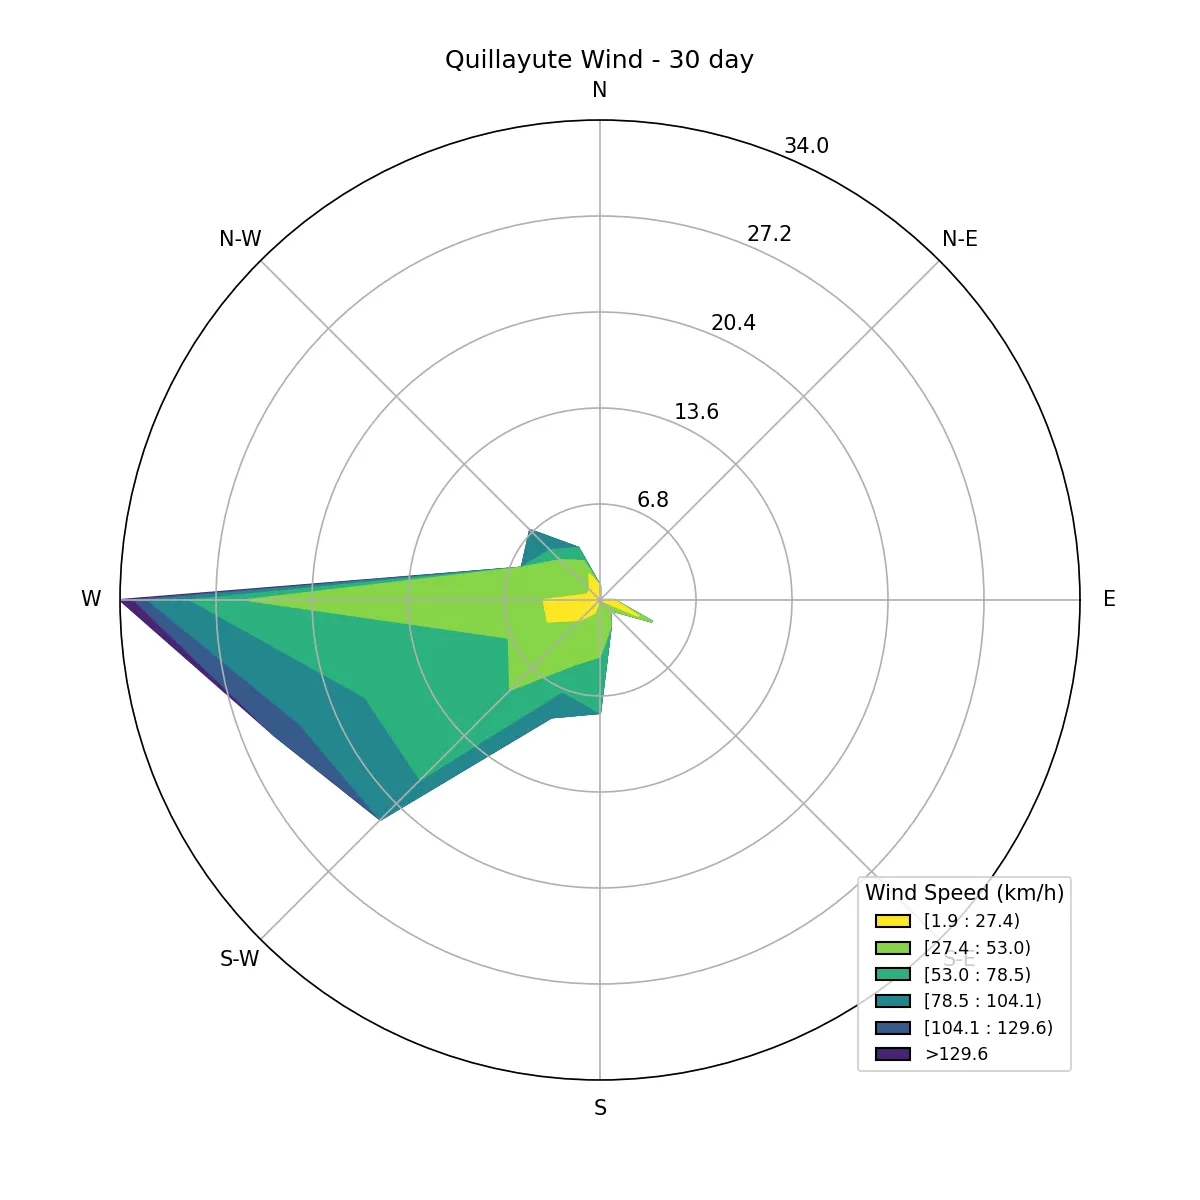 Quillayute Wind - 30 day
N
34.0
N-W
27.2
N-E
20.4
13.6
6.8
W
E
Wind Speed (km/h)
[1.9 : 27.4)
[27.4 : 53.0)
S-W
S-E
[53.0 : 78.5)
[78.5 : 104.1)
[104.1 : 129.6)
>129.6
S